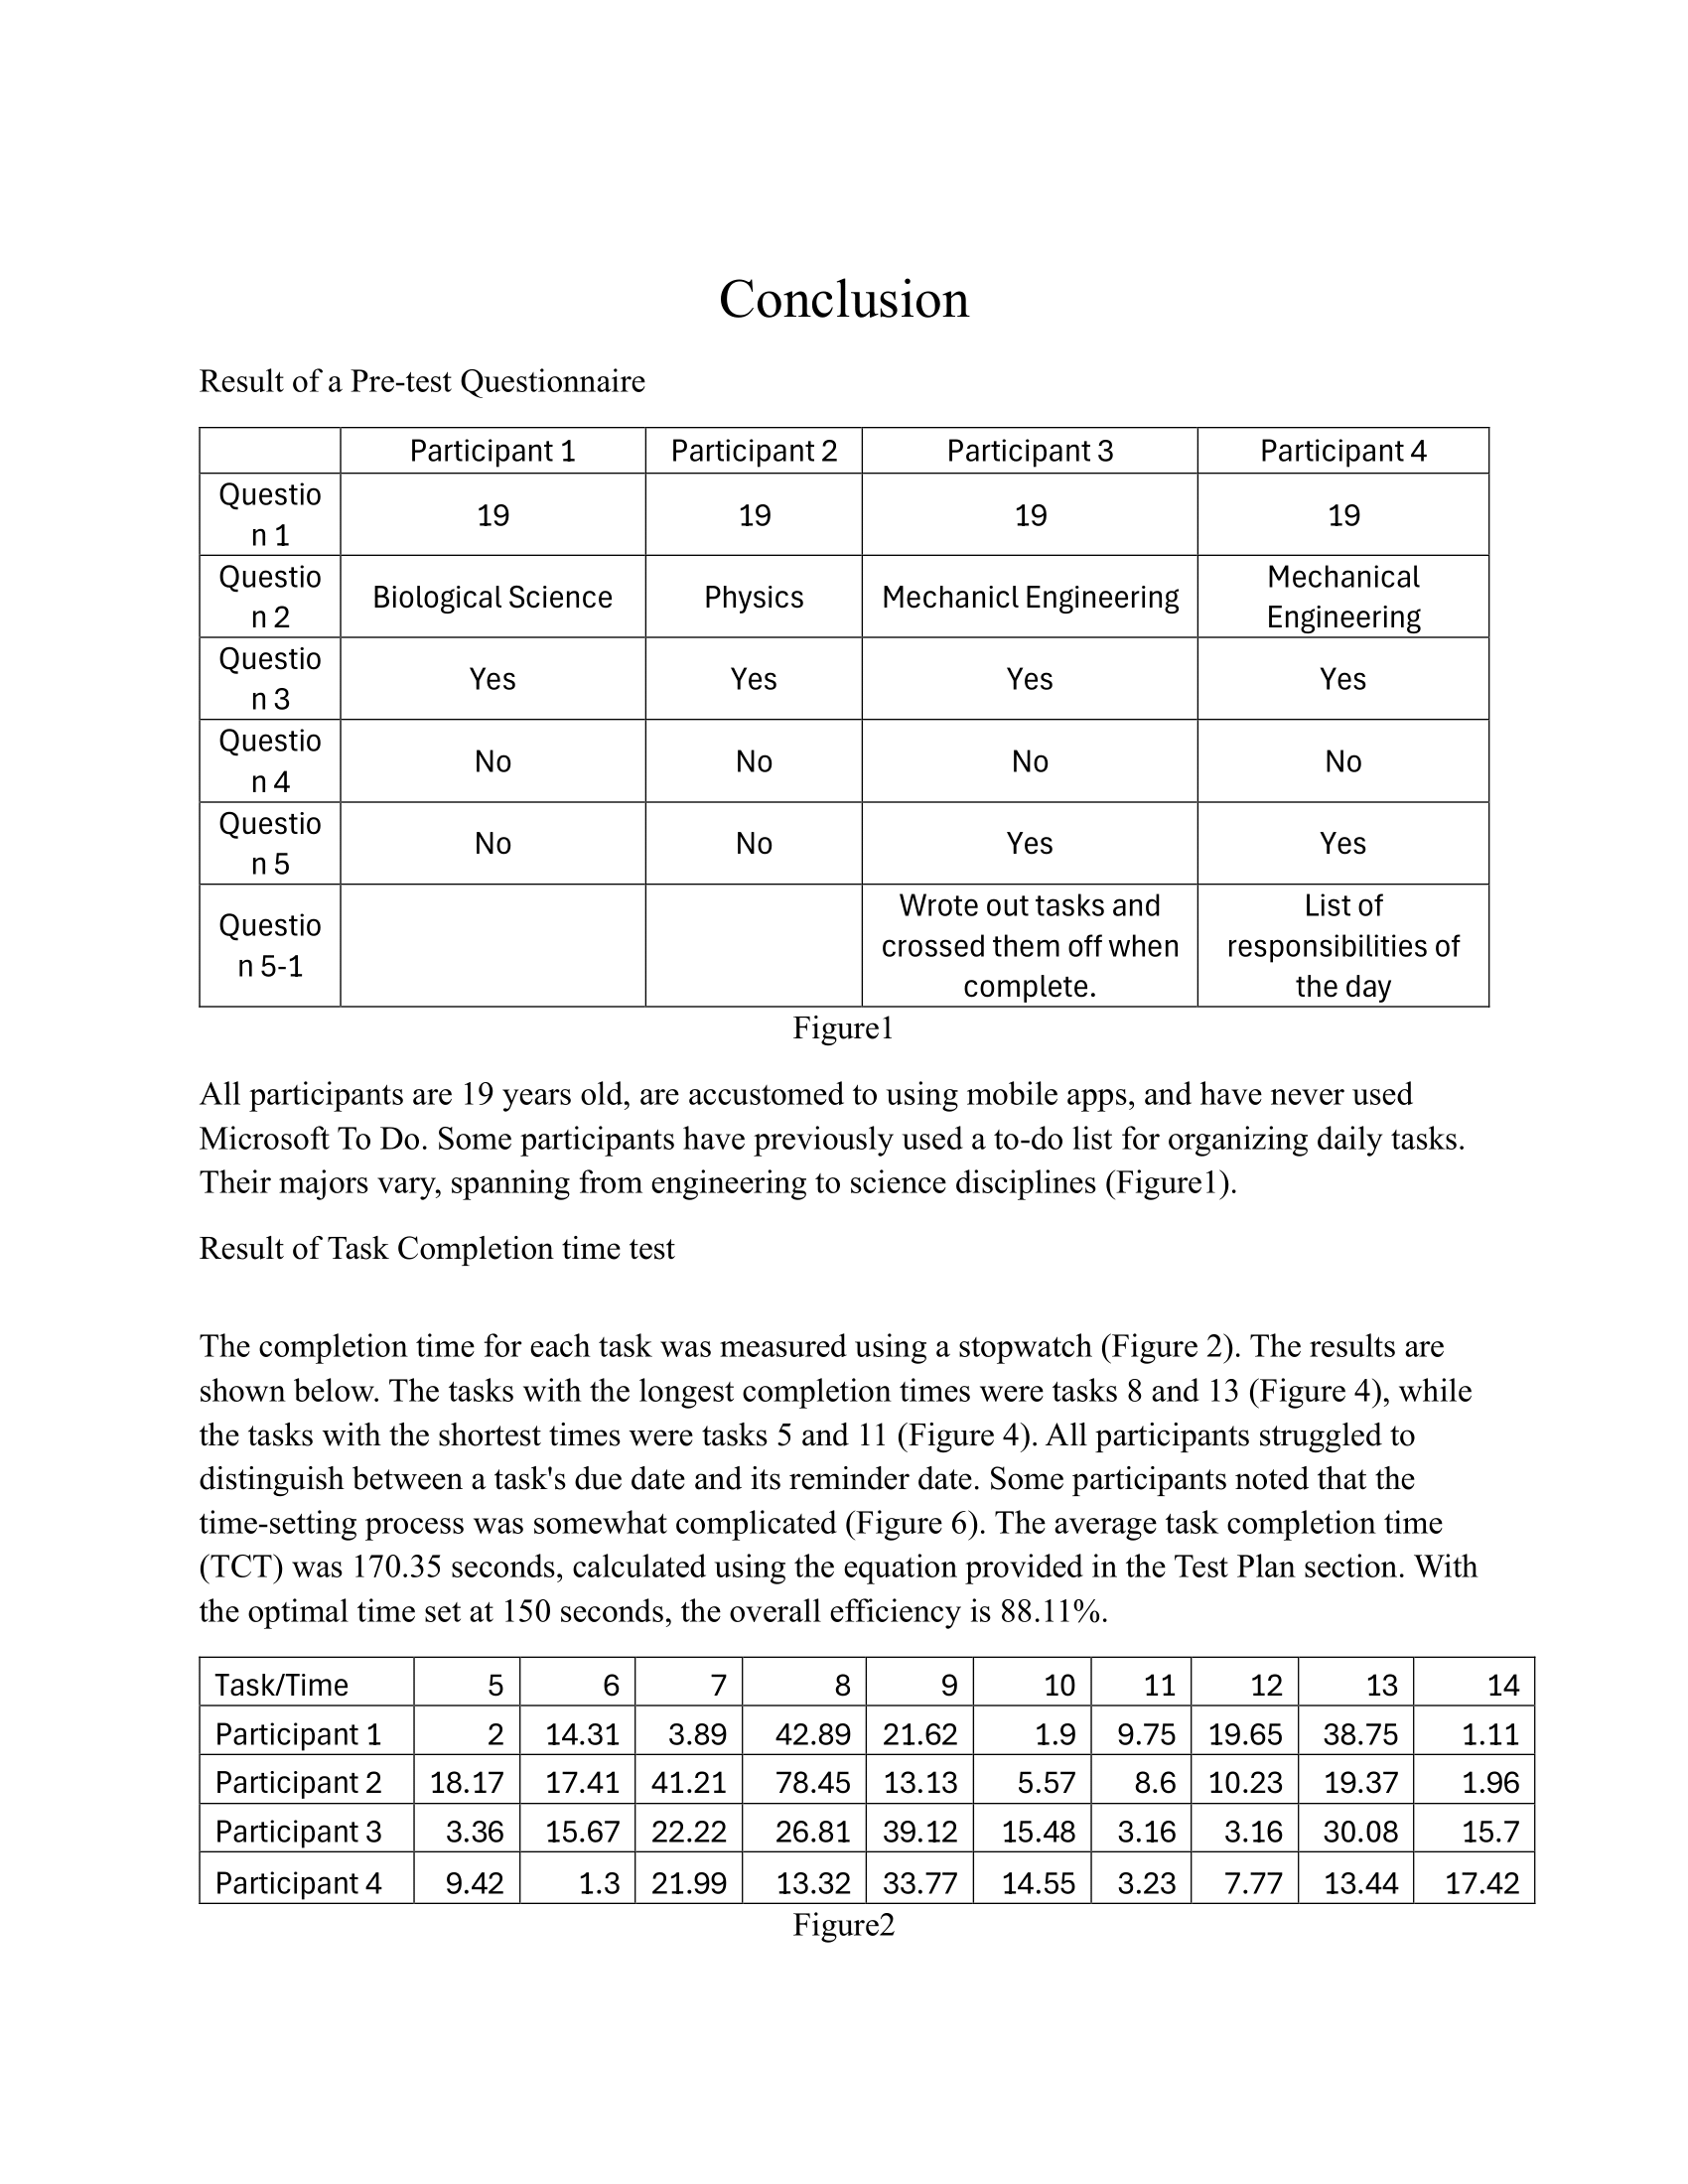 Conclusion
Result of a Pre-test Questionnaire
Participant 1 Participant 2 Participant 3 Participant 4
Questio
n 1 19 19 19 19
Questio
n 2 Biological Science Physics Mechanicl Engineering Mechanical
Engineering
Questio
n 3 Yes Yes Yes Yes
Questio
n 4 No No No No
Questio
n 5 No No Yes Yes
Questio
n 5-1
Wrote out tasks and
crossed them off when
complete.
List of
responsibilities of
the day
Figure1
All participants are 19 years old, are accustomed to using mobile apps, and have never used
Microsoft To Do. Some participants have previously used a to-do list for organizing daily tasks.
Their majors vary, spanning from engineering to science disciplines (Figure1).
Result of Task Completion time test
The completion time for each task was measured using a stopwatch (Figure 2). The results are
shown below. The tasks with the longest completion times were tasks 8 and 13 (Figure 4), while
the tasks with the shortest times were tasks 5 and 11 (Figure 4). All participants struggled to
distinguish between a task's due date and its reminder date. Some participants noted that the
time-setting process was somewhat complicated (Figure 6). The average task completion time
(TCT) was 170.35 seconds, calculated using the equation provided in the Test Plan section. With
the optimal time set at 150 seconds, the overall efficiency is 88.11%.
Task/Time 5 6 7 8 9 10 11 12 13 14
Participant 1 2 14.31 3.89 42.89 21.62 1.9 9.75 19.65 38.75 1.11
Participant 2 18.17 17.41 41.21 78.45 13.13 5.57 8.6 10.23 19.37 1.96
Participant 3 3.36 15.67 22.22 26.81 39.12 15.48 3.16 3.16 30.08 15.7
Participant 4 9.42 1.3 21.99 13.32 33.77 14.55 3.23 7.77 13.44 17.42
Figure2